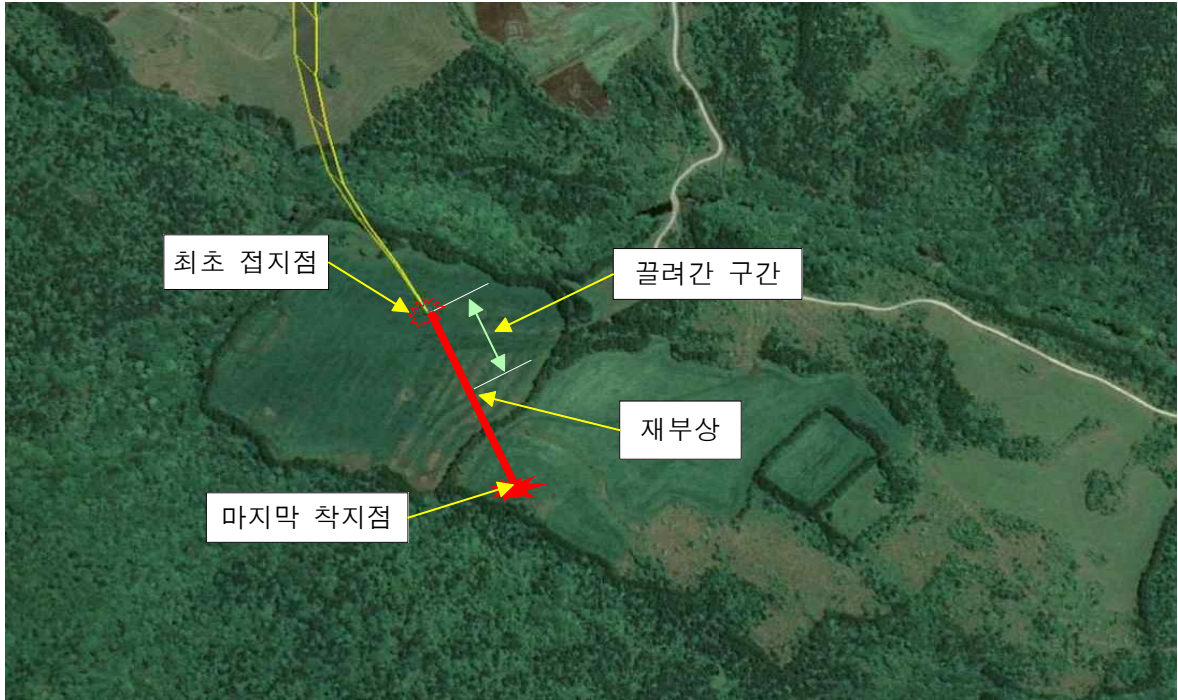 최초 접지점
끌려간 구간
재부상
마지막 착지점